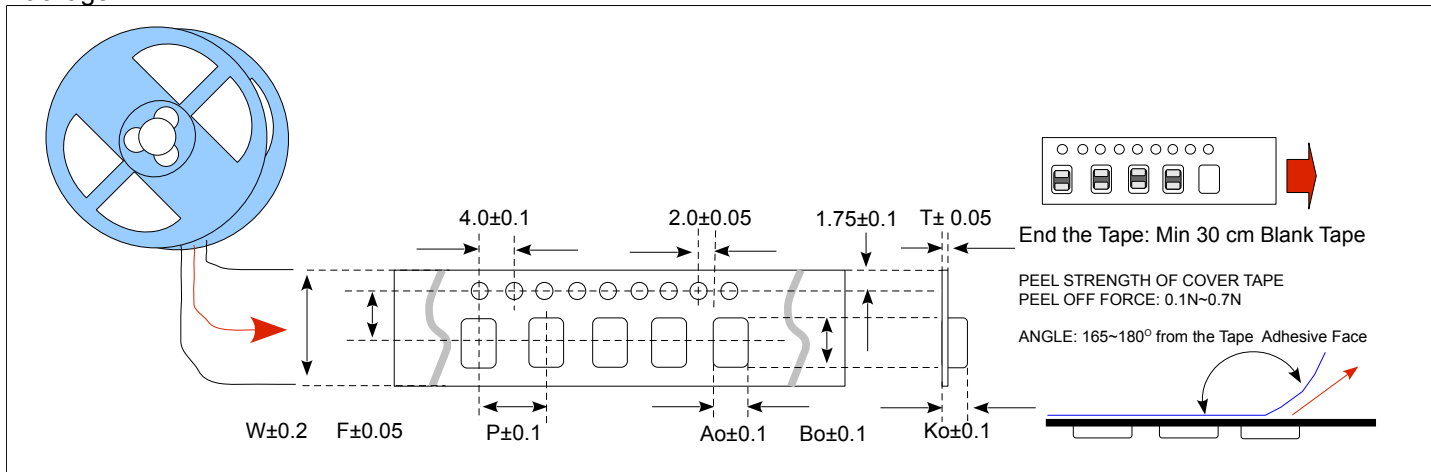 4.0±0.1
2.0±0.05
1.75±0.1
T± 0.05
End the Tape: Min 30 cm Blank Tape
PEEL STRENGTH OF COVER TAPE
PEEL OFF FORCE: 0.1N~0.7N
ANGLE: 165~180O from the Tape Adhesive Face
W±0.2
F±0.05
P±0.1
Ao±0.1
Bo±0.1
Ko±0.1